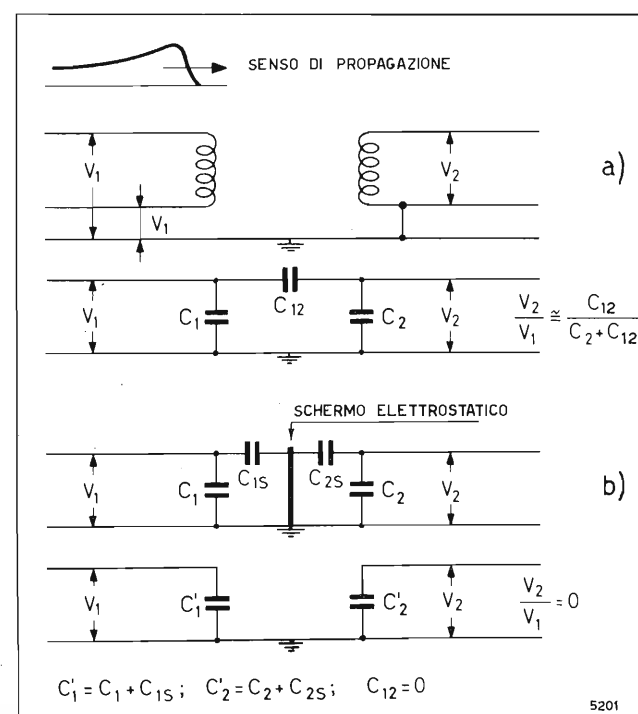 SENSO DI PROPAGAZIONE
V₁ V₁ V₂ a)
V₁ C₁ C₁₂ C₂ V₂ V₂/V₁ ≅ C₁₂/(C₂+C₁₂)
SCHERMO ELETTROSTATICO
V₁ C₁ C₁S C₂S C₂ V₂ b)
V₁ C'₁ C'₂ V₂ V₂/V₁ = 0
C'₁ = C₁ + C₁S ; C'₂ = C₂ + C₂S ; C₁₂ = 0
5201